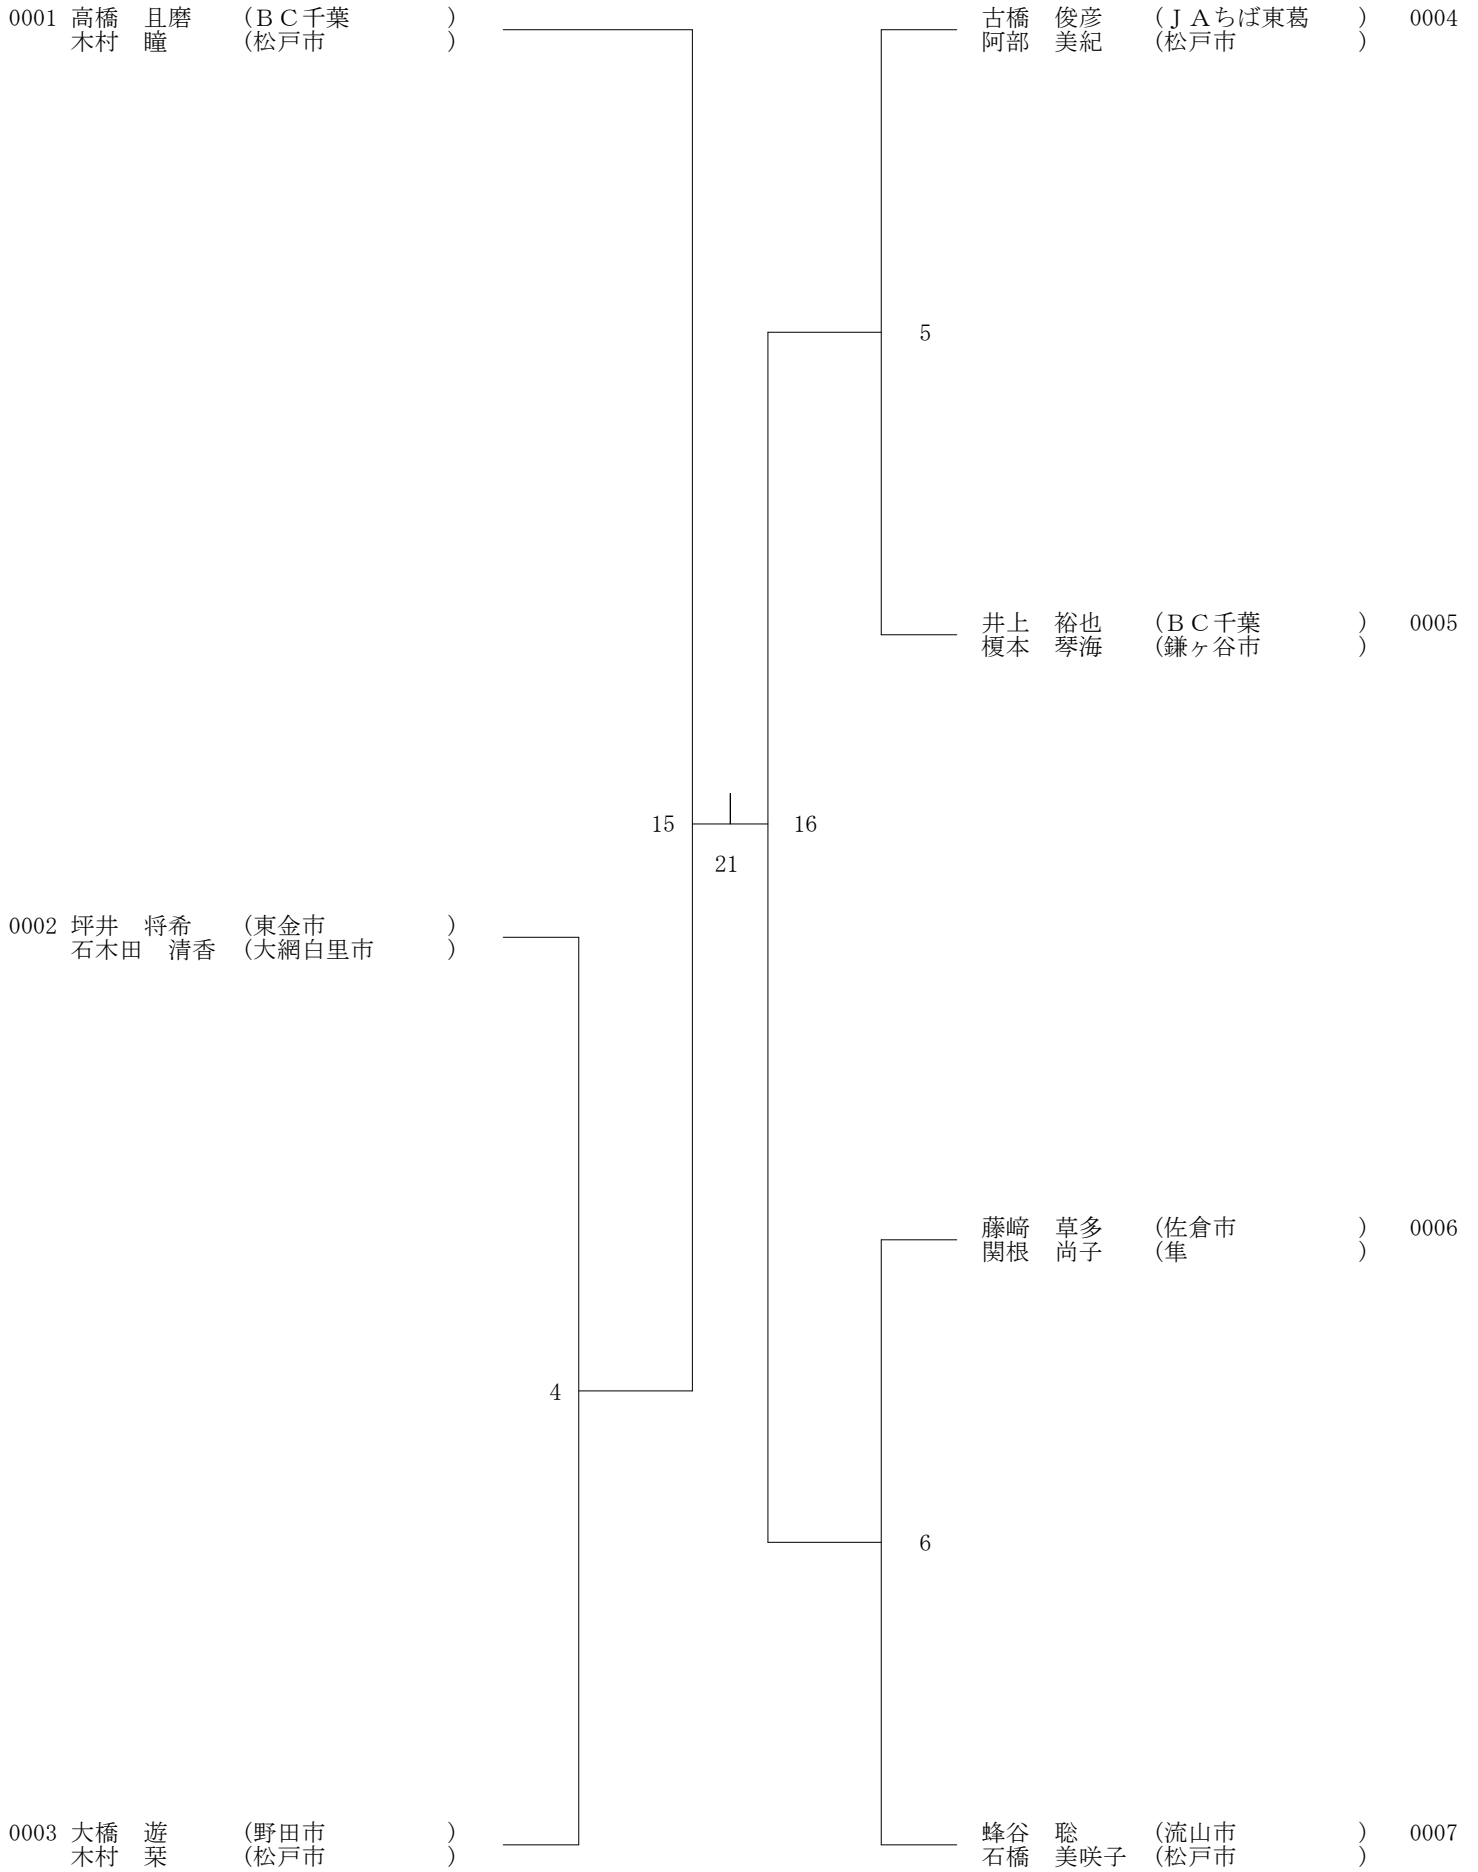 0001 高橋　且磨　（ＢＣ千葉　　　　）
木村　瞳　（松戸市　　　　　）
古橋　俊彦　（ＪＡちば東葛　　） 0004
阿部　美紀　（松戸市　　　　　）
5
井上　裕也　（ＢＣ千葉　　　　） 0005
榎本　琴海　（鎌ヶ谷市　　　　）
15
16
21
0002 坪井　将希　（東金市　　　　　）
石木田　清香　（大網白里市　　　）
藤﨑　草多　（佐倉市　　　　　） 0006
関根　尚子　（隼　　　　　　　）
4
6
0003 大橋　遊　（野田市　　　　　）
木村　栞　（松戸市　　　　　）
蜂谷　聡　（流山市　　　　　） 0007
石橋　美咲子　（松戸市　　　　　）